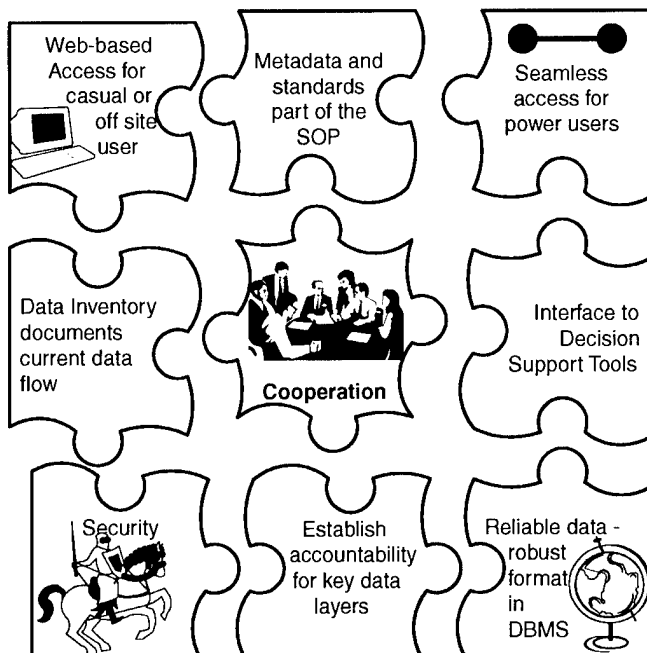 Web-based
Access for
casual or
off site
user
Metadata and
standards
part of the
SOP
Seamless
access for
power users
Data Inventory
documents
current data
flow
Cooperation
Interface to
Decision
Support Tools
Security
Establish
accountability
for key data
layers
Reliable data -
robust
format
in
DBMS